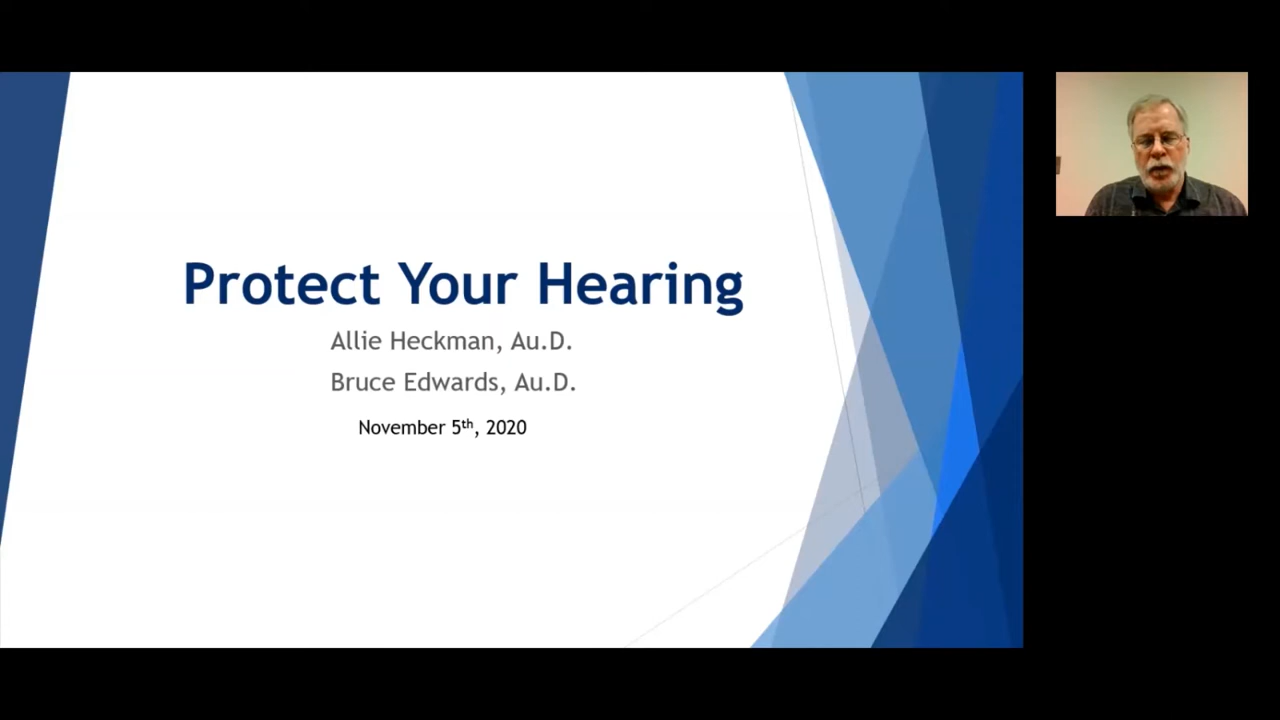 Protect Your Hearing
Allie Heckman, Au.D.
Bruce Edwards, Au.D.
November 5th, 2020